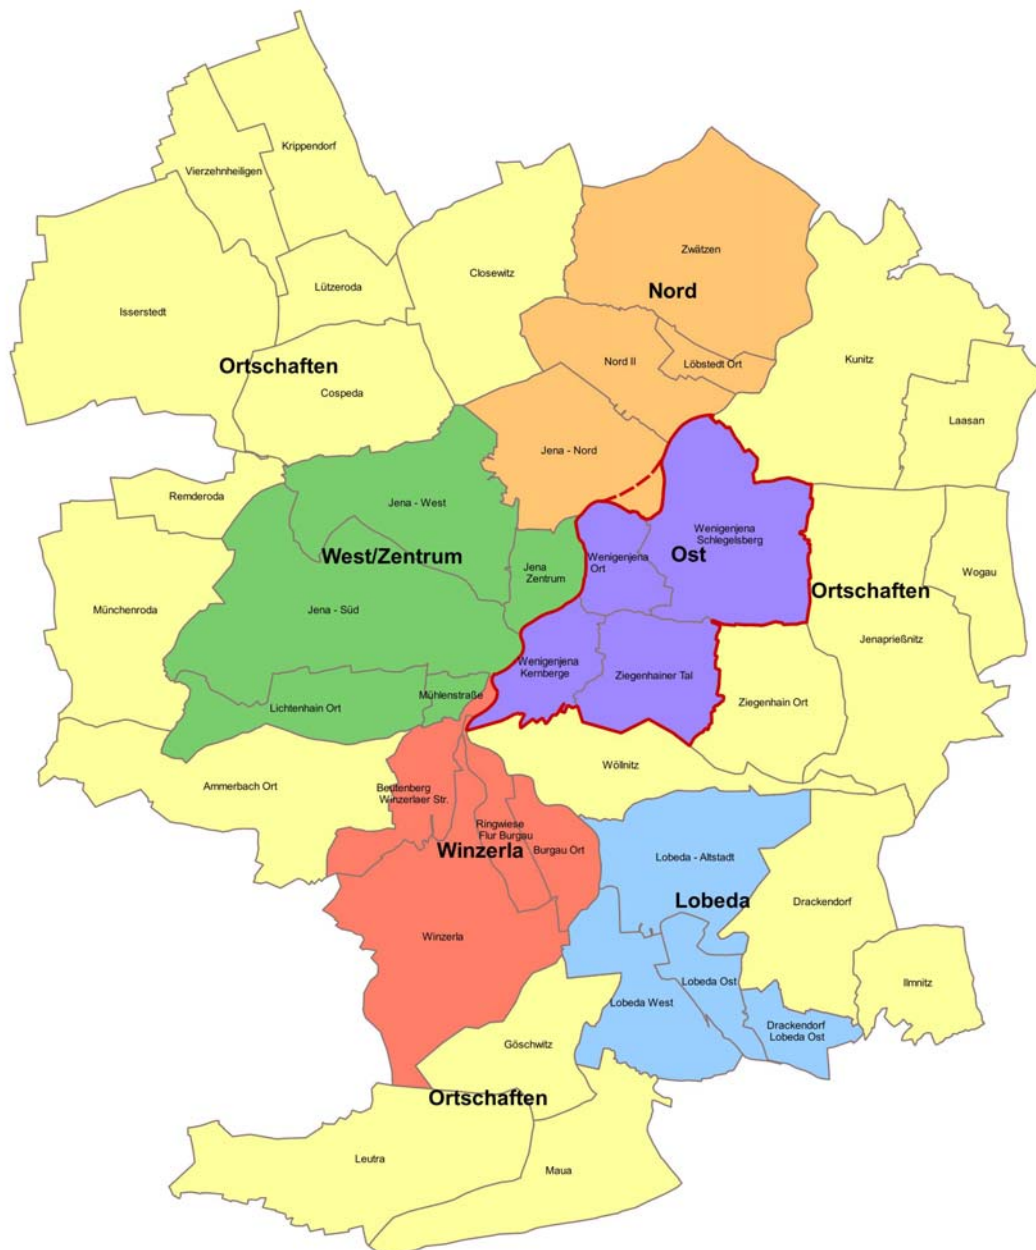 Krippendorf
Vierzehnheiligen
Zwätzen
Closewitz
Lützeroda
Nord
Isserstedt
Kunitz
Nord II
Löbstedt Ort
Ortschaften
Cospeda
Laasan
Jena - Nord
Remderoda
Jena - West
Wenigenjena
Schlegelsberg
West/Zentrum
Wenigenjena
Ort
Ost
Jena
Zentrum
Wogau
Ortschaften
Münchenroda
Jena - Süd
Jenaprießnitz
Wenigenjena
Kernberge
Ziegenhainer Tal
Mühlenstraße
Ziegenhain Ort
Lichtenhain Ort
Wöllnitz
Ammerbach Ort
Beutenberg
Winzerlaer Str.
Ringwiese
Flur Burgau
Winzerla
Burgau Ort
Lobeda - Altstadt
Lobeda
Drackendorf
Winzerla
Lobeda Ost
Ilmnitz
Lobeda West
Drackendorf
Lobeda Ost
Göschwitz
Ortschaften
Leutra
Maua